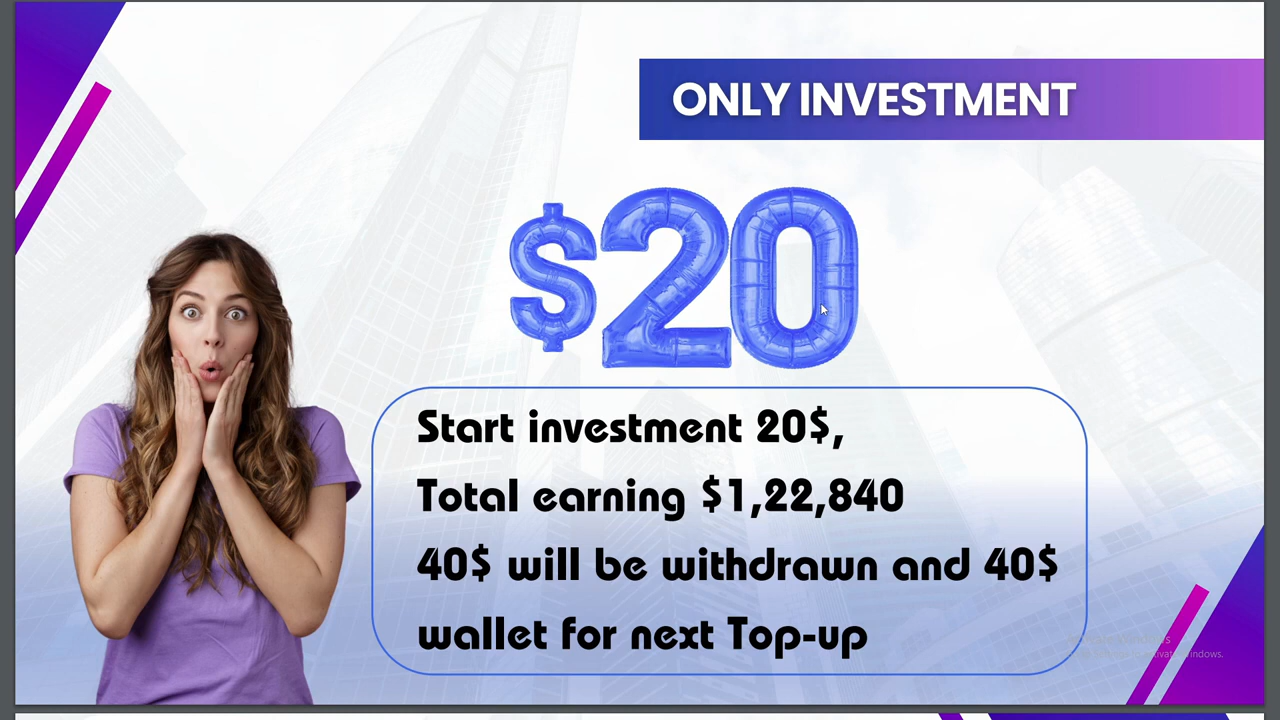 ONLY INVESTMENT
$20
Start investment 20$,
Total earning $1,22,840
40$ will be withdrawn and 40$
wallet for next Top-up